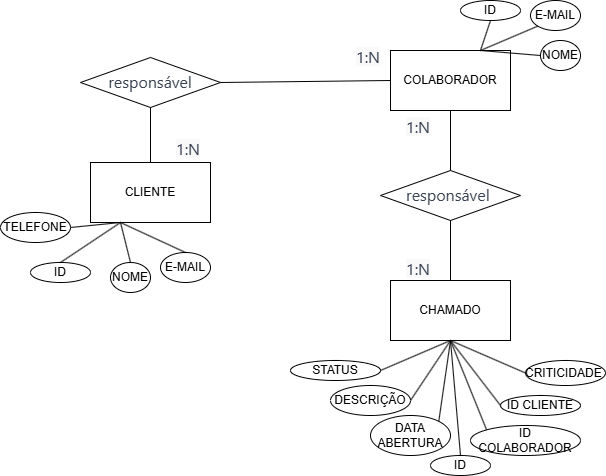 ID
E-MAIL
NOME
1:N
COLABORADOR
responsável
1:N
1:N
CLIENTE
responsável
TELEFONE
ID
NOME
E-MAIL
1:N
CHAMADO
STATUS
DESCRIÇÃO
DATA
ABERTURA
ID
ID
COLABORADOR
ID CLIENTE
CRITICIDADE